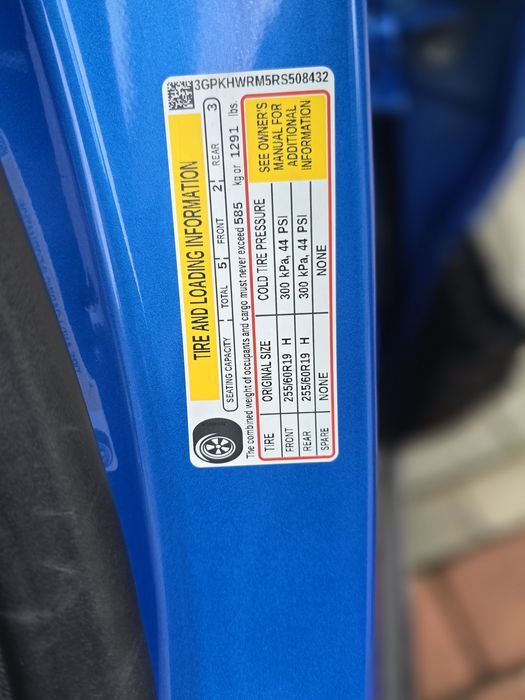 3GPKHWRM5RS508432
TIRE AND LOADING INFORMATION
SEATING CAPACITY TOTAL 5 FRONT 2 REAR 3
The combined weight of occupants and cargo must never exceed 585 kg or 1291 lbs.
TIRE ORIGINAL SIZE COLD TIRE PRESSURE
FRONT 255/60R19 H 300 kPa, 44 PSI
REAR 255/60R19 H 300 kPa, 44 PSI
SPARE NONE NONE
SEE OWNER'S
MANUAL FOR
ADDITIONAL
INFORMATION